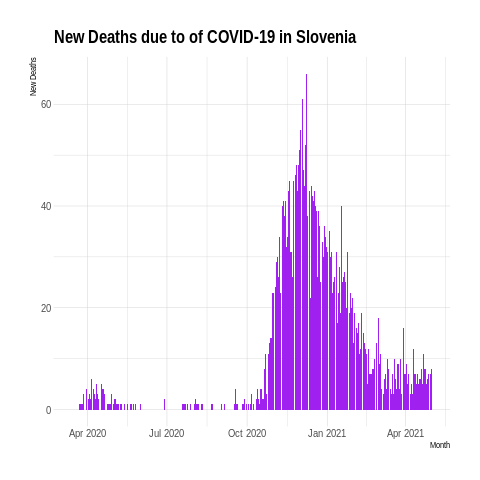 New Deaths due to of COVID-19 in Slovenia
New Deaths
60
40
20
0
Apr 2020 Jul 2020 Oct 2020 Jan 2021 Apr 2021
Month